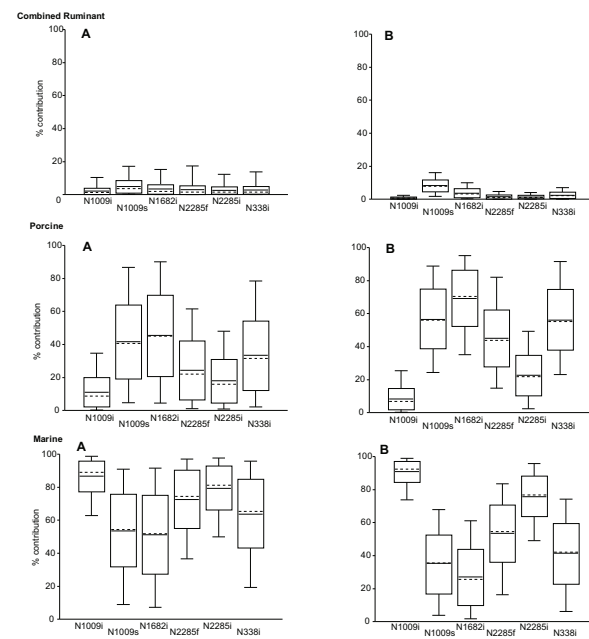 Combined Ruminant
A
B
% contribution
100
80
60
40
20
0
N1009i
N1009s
N1682i
N2285f
N2285i
N338i
100
80
60
40
20
0
N1009i
N1009s
N1682i
N2285f
N2285i
N338i
Porcine
A
B
% contribution
100
80
60
40
20
0
N1009i
N1009s
N1682i
N2285f
N2285i
N338i
100
80
60
40
20
0
N1009i
N1009s
N1682i
N2285f
N2285i
N338i
Marine
A
B
% contribution
100
80
60
40
20
0
N1009i
N1009s
N1682i
N2285f
N2285i
N338i
100
80
60
40
20
0
N1009i
N1009s
N1682i
N2285f
N2285i
N338i